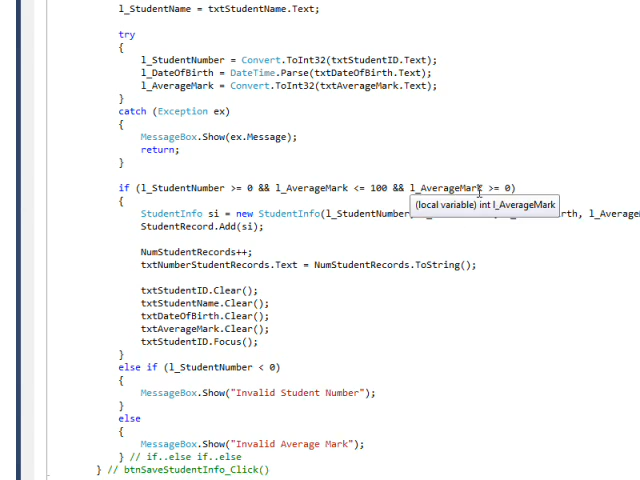 l_StudentName = txtStudentName.Text;
try
{
l_StudentNumber = Convert.ToInt32(txtStudentID.Text);
l_DateOfBirth = DateTime.Parse(txtDateOfBirth.Text);
l_AverageMark = Convert.ToInt32(txtAverageMark.Text);
}
catch (Exception ex)
{
MessageBox.Show(ex.Message);
return;
}
if (l_StudentNumber >= 0 && l_AverageMark <= 100 && l_AverageMark >= 0)
(local variable) int l_AverageMark
{
StudentInfo si = new StudentInfo(l_StudentNumber, irth, l_Average
StudentRecord.Add(si);
NumStudentRecords++;
txtNumberStudentRecords.Text = NumStudentRecords.ToString();
txtStudentID.Clear();
txtStudentName.Clear();
txtDateOfBirth.Clear();
txtAverageMark.Clear();
txtStudentID.Focus();
}
else if (l_StudentNumber < 0)
{
MessageBox.Show("Invalid Student Number");
}
else
{
MessageBox.Show("Invalid Average Mark");
} // if..else if..else
} // btnSaveStudentInfo_Click()